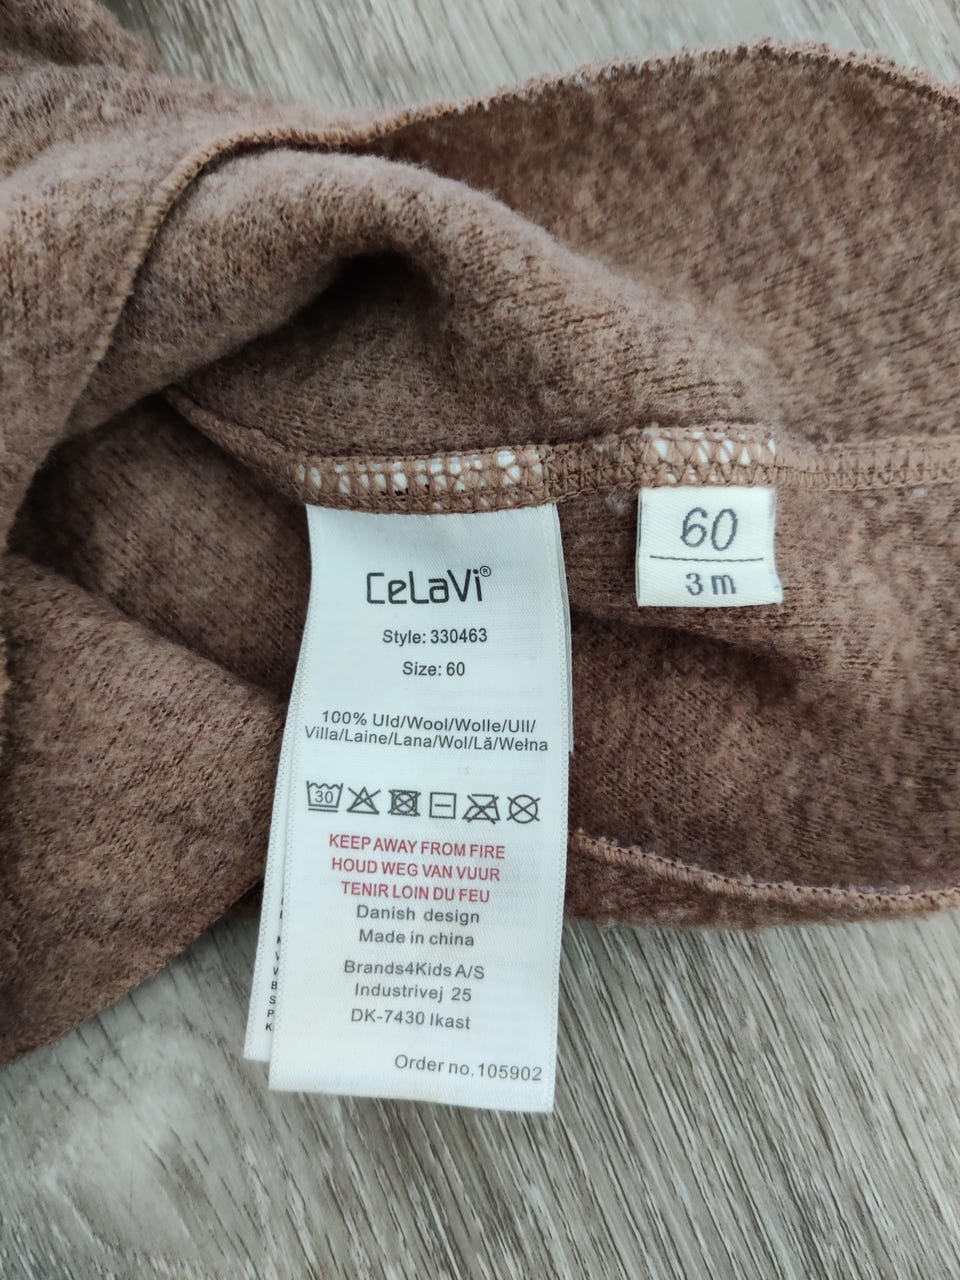 CeLaVi®
Style: 330463
Size: 60
100% Uld/Wool/Wolle/Ull/
Villa/Laine/Lana/Wol/Lã/Wełna
30
KEEP AWAY FROM FIRE
HOUD WEG VAN VUUR
TENIR LOIN DU FEU
Danish design
Made in china
Brands4Kids A/S
Industrivej 25
DK-7430 Ikast
Order no.105902
60
3 m